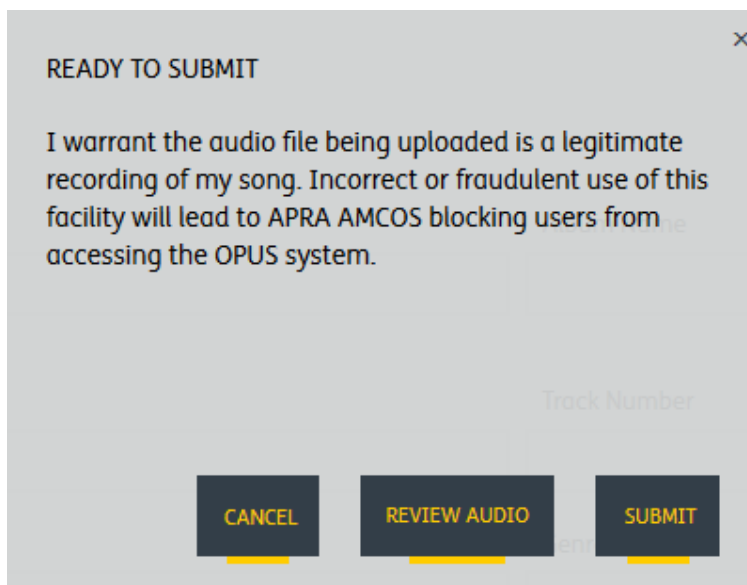 ×
READY TO SUBMIT
I warrant the audio file being uploaded is a legitimate
recording of my song. Incorrect or fraudulent use of this
facility will lead to APRA AMCOS blocking users from
accessing the OPUS system.
Track Number
CANCEL
REVIEW AUDIO
SUBMIT